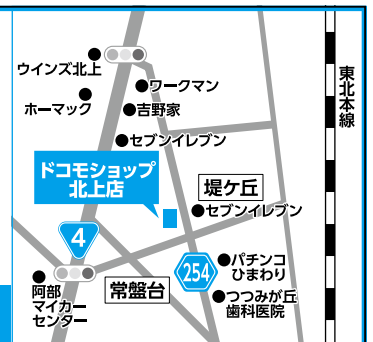 ウインズ北上
ワークマン
ホーマック
吉野家
セブンイレブン
東北本線
ドコモショップ
北上店
堤ケ丘
セブンイレブン
4
254
パチンコ
ひまわり
阿部
マイカー
センター
常盤台
つつみが丘
歯科医院